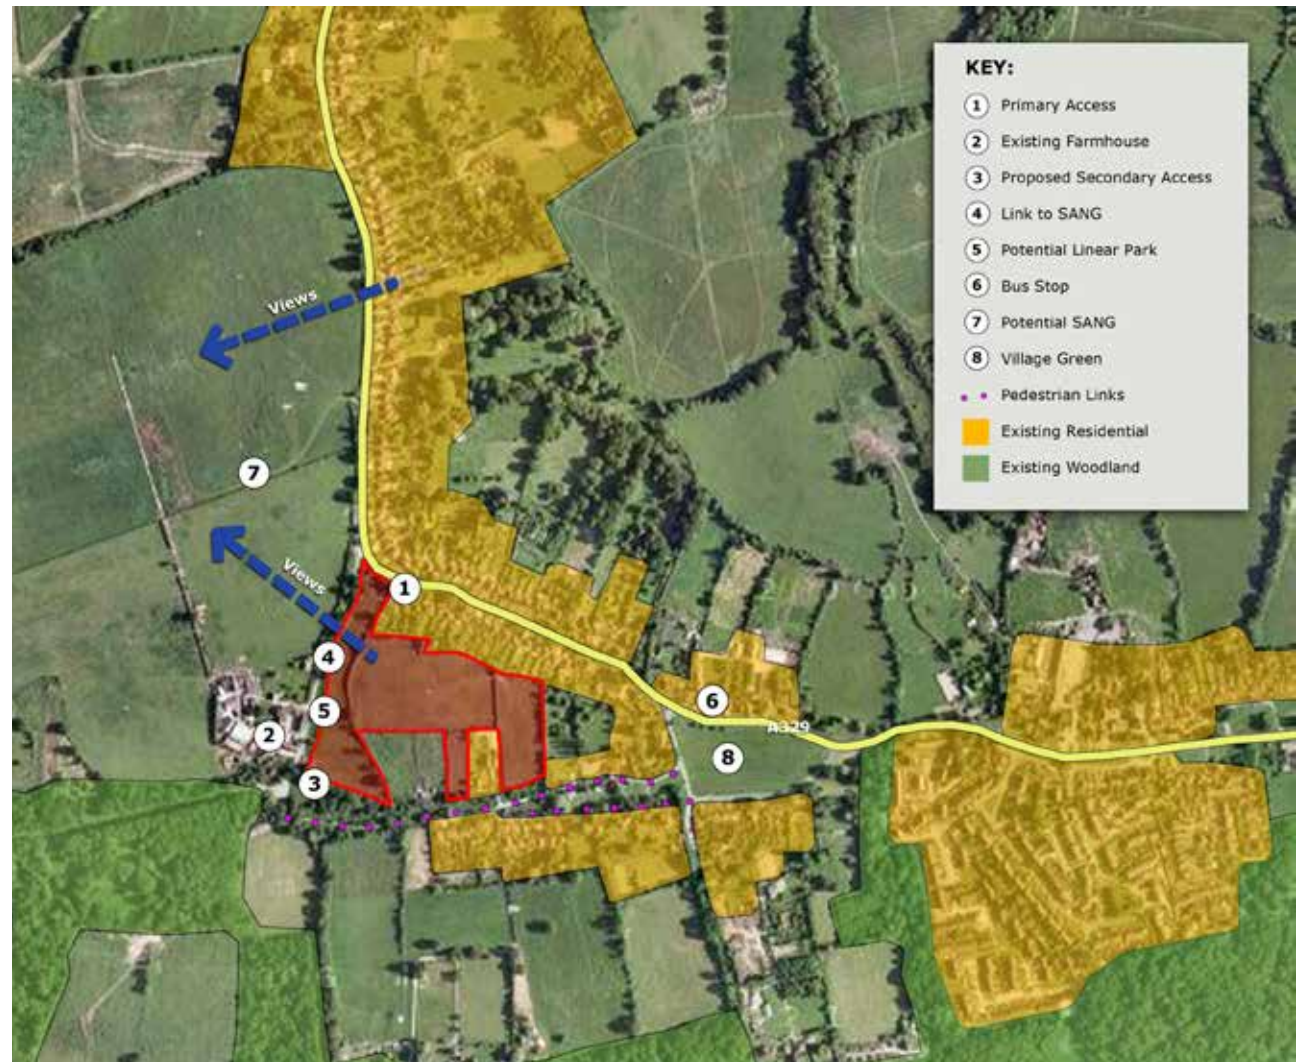 KEY:
1 Primary Access
2 Existing Farmhouse
3 Proposed Secondary Access
4 Link to SANG
5 Potential Linear Park
6 Bus Stop
7 Potential SANG
8 Village Green
Pedestrian Links
Existing Residential
Existing Woodland
Views
7
Views
1
4
5
2
3
6
A329
8